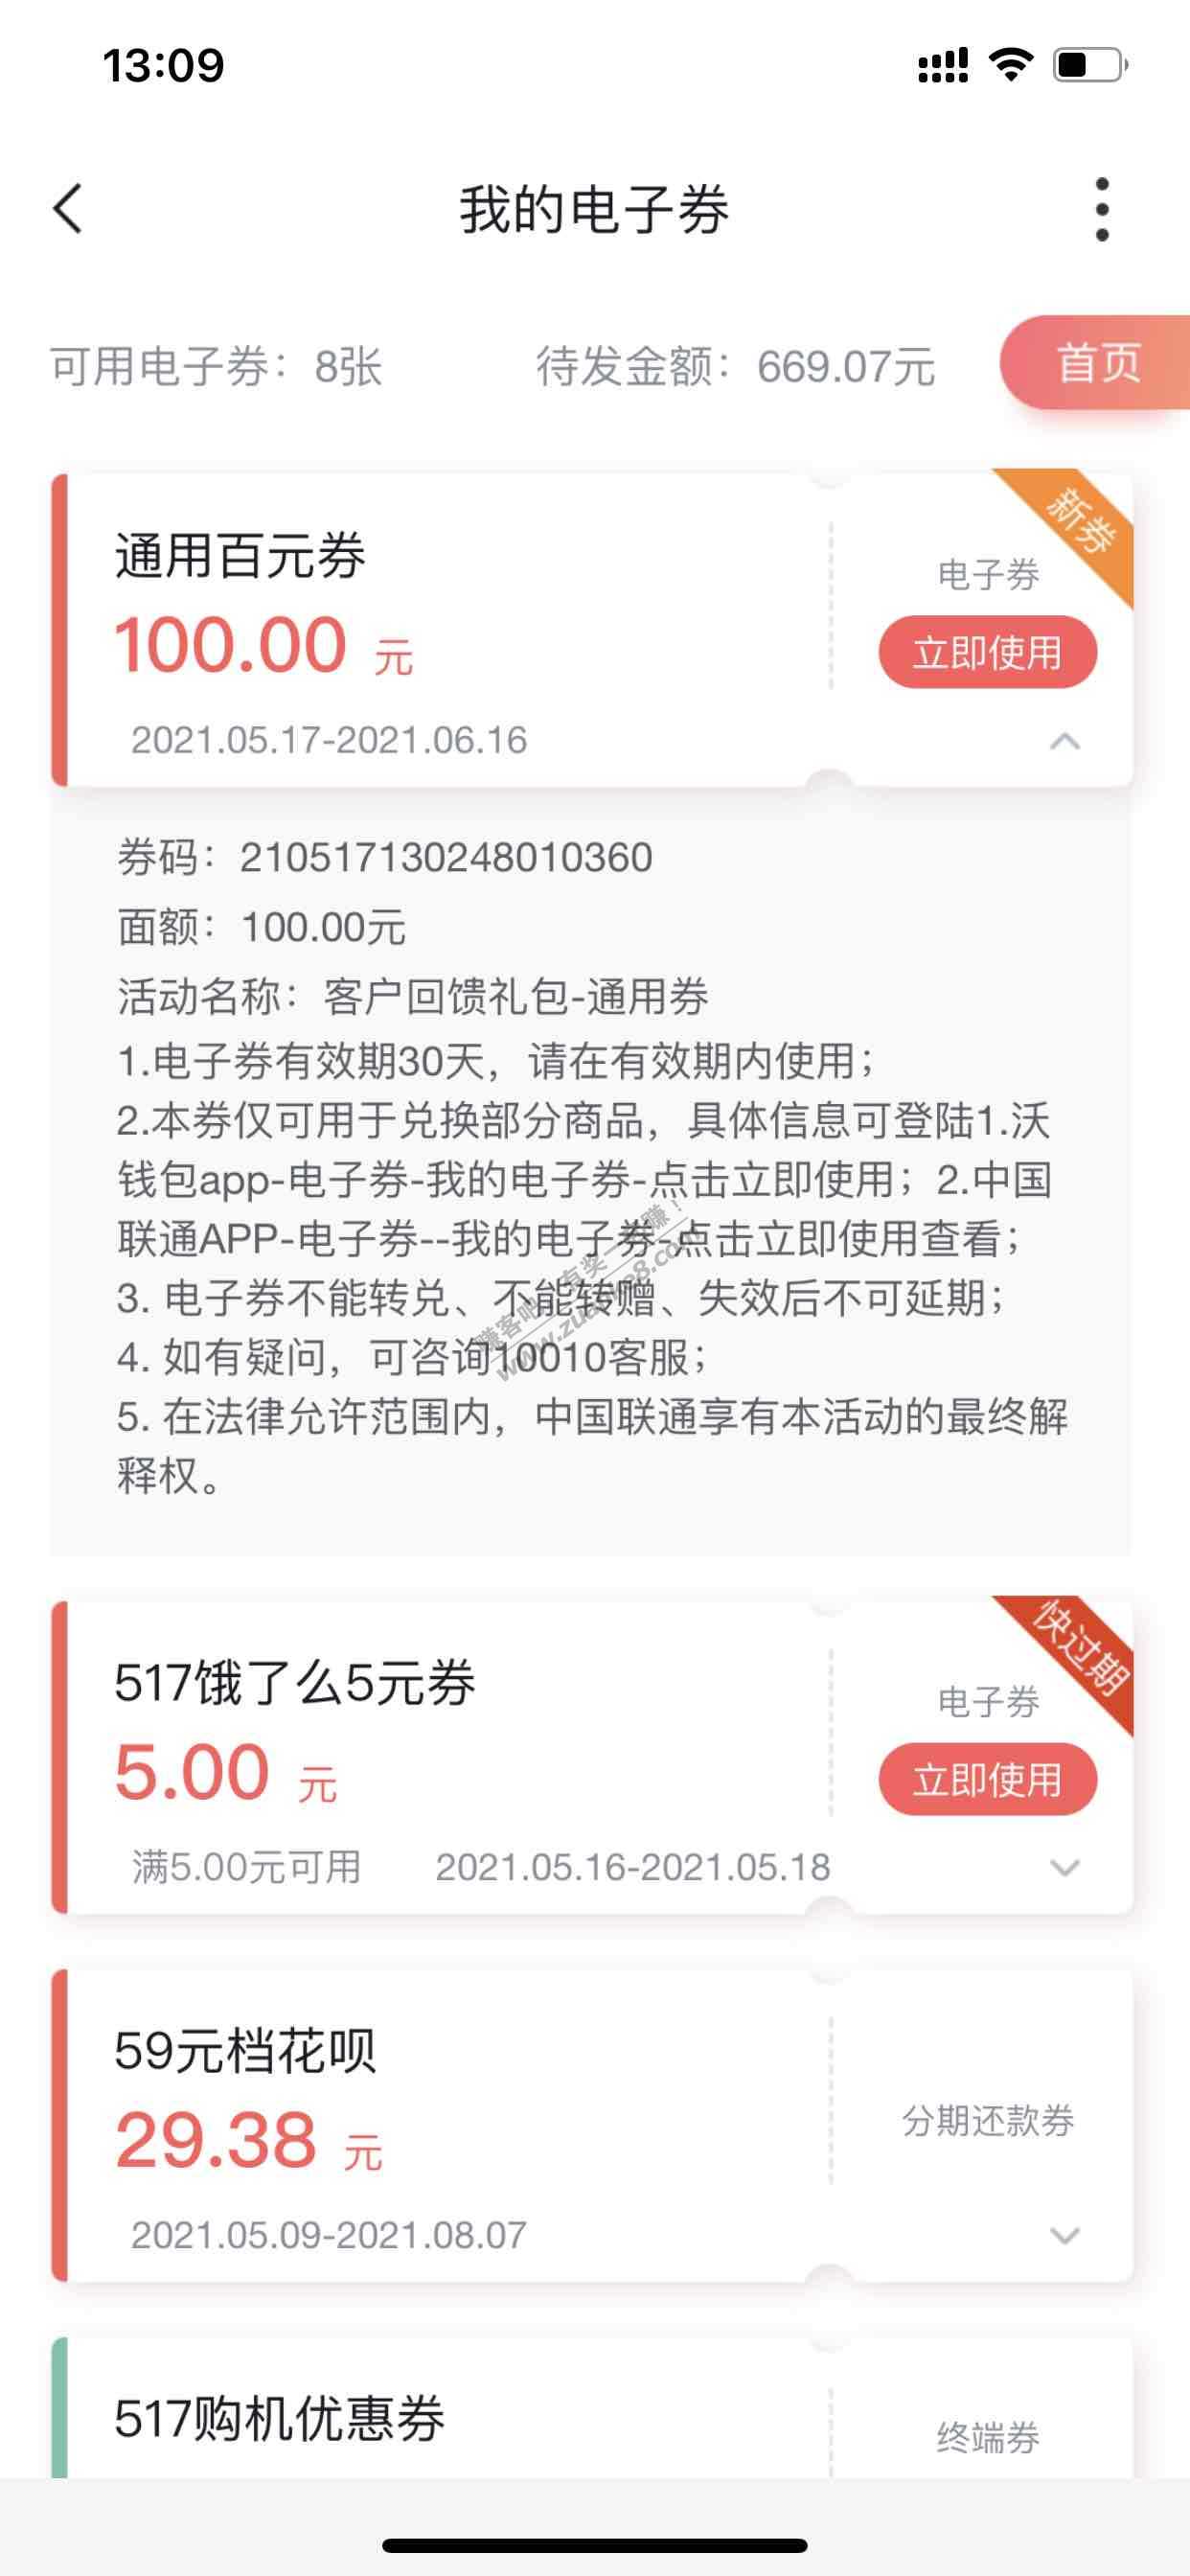 13:09
我的电子券
可用电子券：8张 待发金额：669.07元 首页
新券
通用百元券
电子券
100.00 元
立即使用
2021.05.17-2021.06.16
券码：210517130248010360
面额：100.00元
活动名称：客户回馈礼包-通用券
1.电子券有效期30天，请在有效期内使用；
2.本券仅可用于兑换部分商品，具体信息可登陆1.沃
钱包app-电子券-我的电子券-点击立即使用；2.中国
联通APP-电子券--我的电子券-点击立即使用查看；
3. 电子券不能转兑、不能转赠、失效后不可延期；
4. 如有疑问，可咨询10010客服；
5. 在法律允许范围内，中国联通享有本活动的最终解
释权。
赚客吧，有奖一起赚！
www.zuanke8.com
快过期
517饿了么5元券
电子券
5.00 元
立即使用
满5.00元可用 2021.05.16-2021.05.18
59元档花呗
29.38 元
分期还款券
2021.05.09-2021.08.07
517购机优惠券
终端券